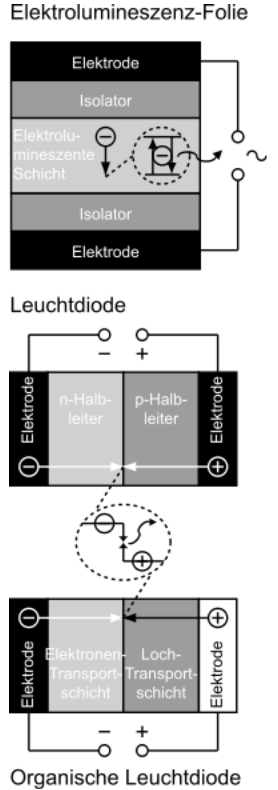 Elektrolumineszenz-Folie
Elektrode
Isolator
Elektrolu-
mineszente
Schicht
−
∼
Isolator
Elektrode
Leuchtdiode
− +
Elektrode
n-Halb-
leiter
p-Halb-
leiter
Elektrode
− +
− +
− +
Elektrode
Elektronen-
Transport-
schicht
Loch-
Transport-
schicht
Elektrode
− +
Organische Leuchtdiode